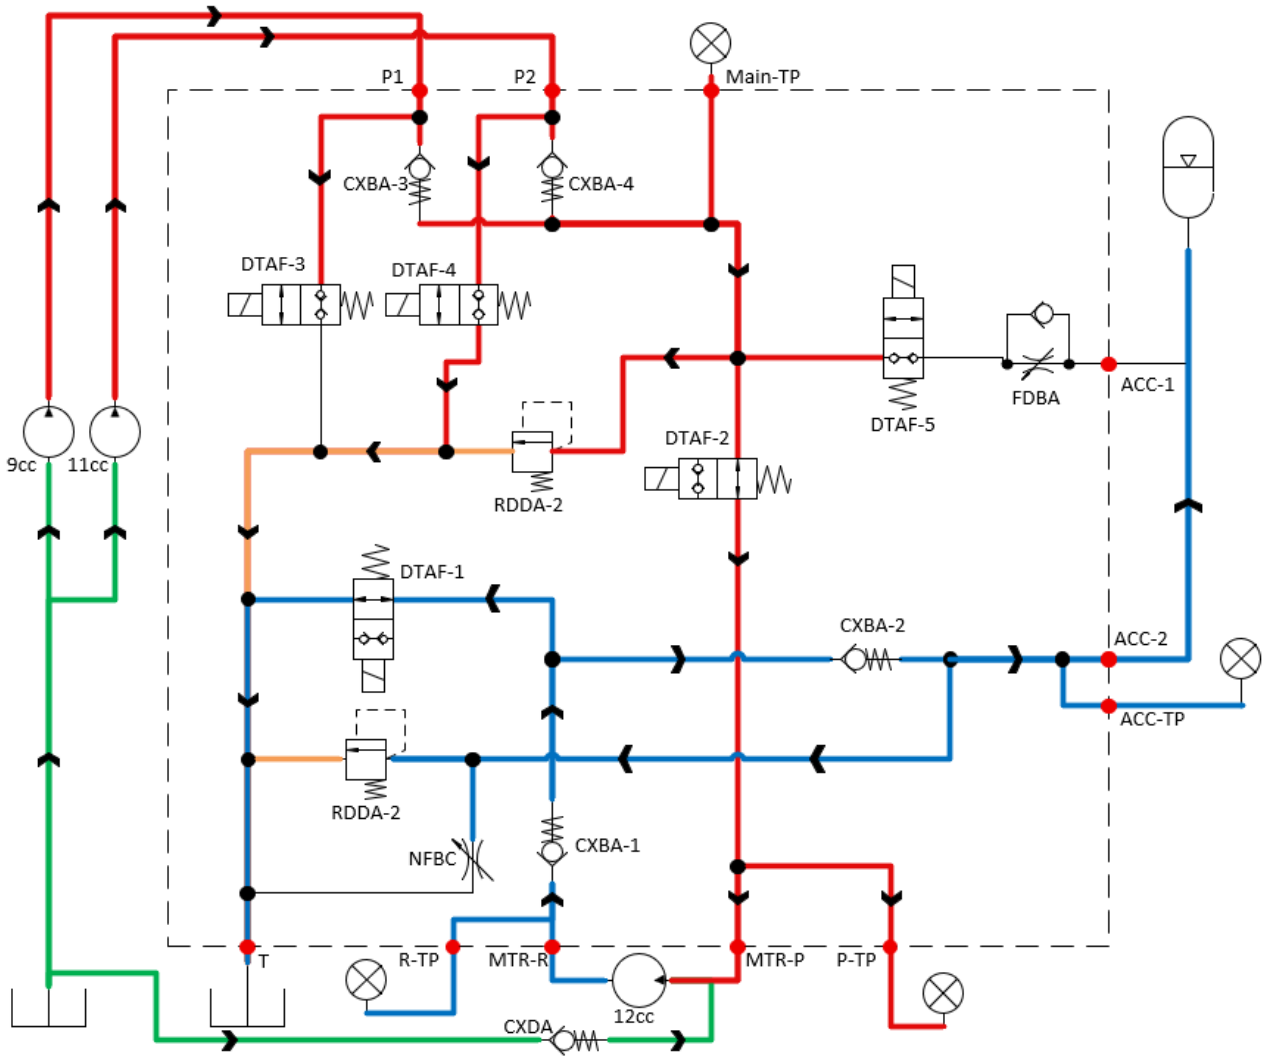 P1
P2
Main-TP
CXBA-3
CXBA-4
DTAF-3
DTAF-4
ACC-1
FDBA
DTAF-5
DTAF-2
9cc
11cc
RDDA-2
DTAF-1
CXBA-2
ACC-2
ACC-TP
RDDA-2
NFBC
CXBA-1
T
R-TP
MTR-R
MTR-P
P-TP
12cc
CXDA